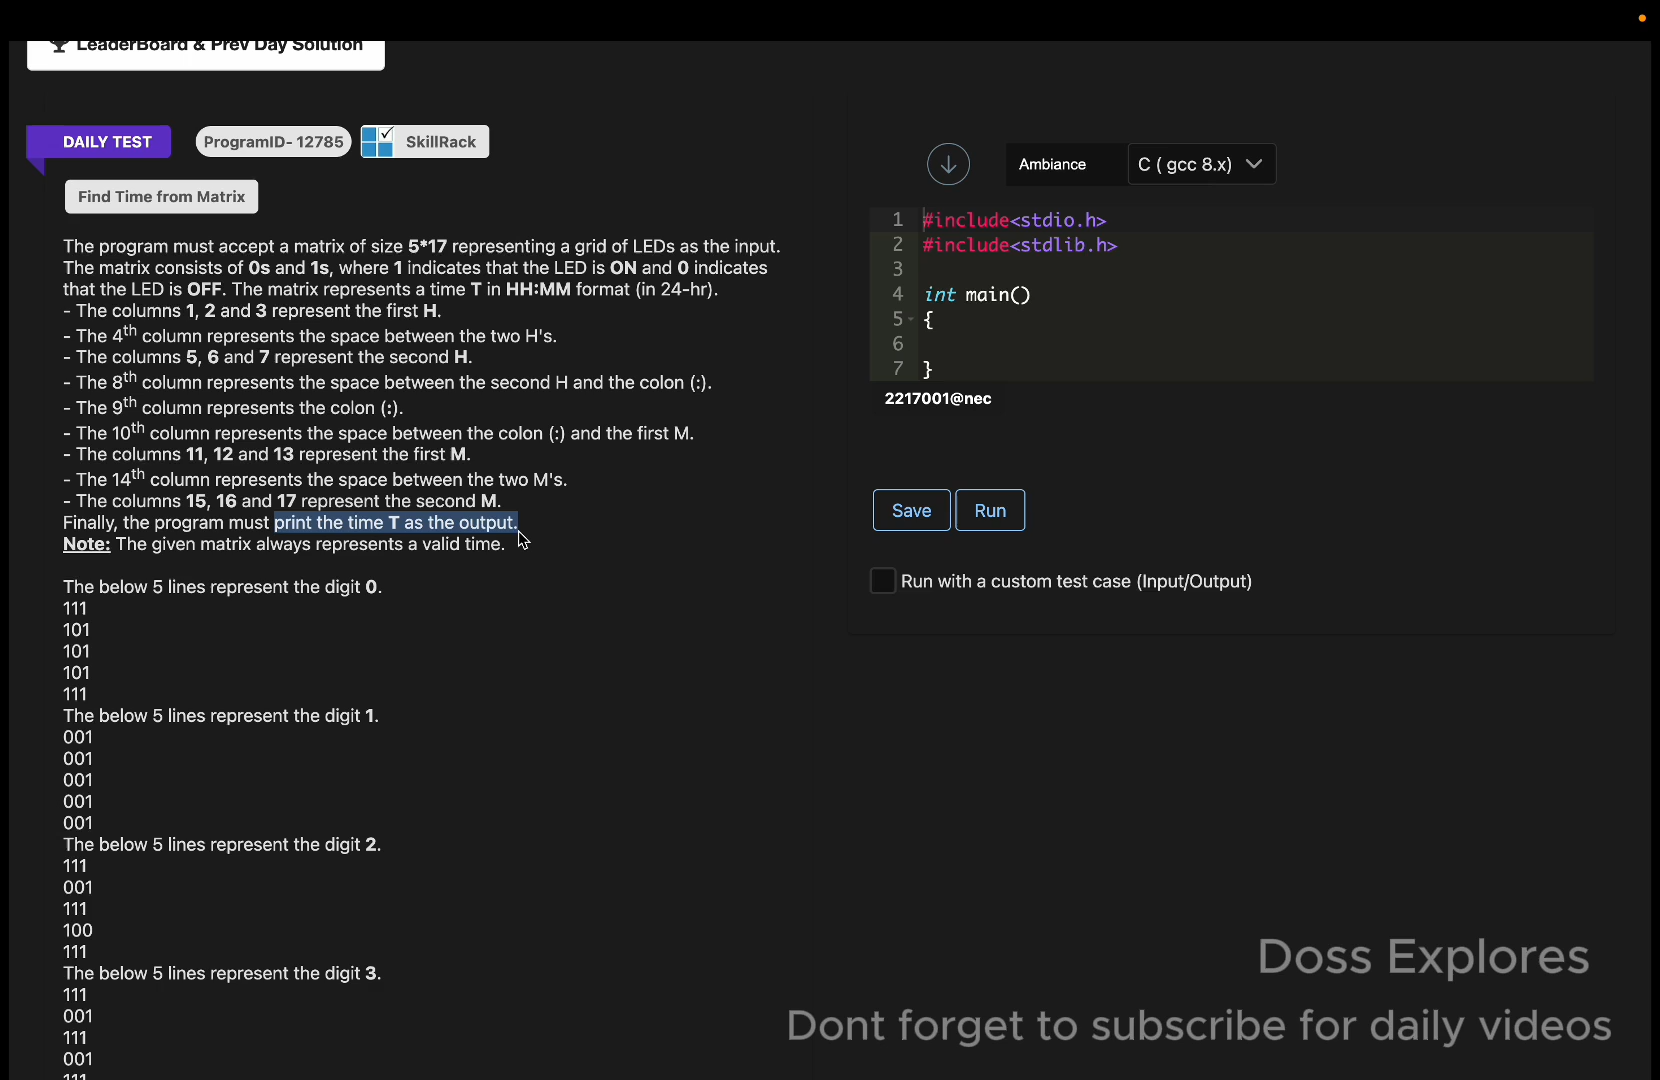 LeaderBoard & Prev Day Solution
DAILY TEST
ProgramID- 12785
SkillRack
Find Time from Matrix
The program must accept a matrix of size 5*17 representing a grid of LEDs as the input.
The matrix consists of 0s and 1s, where 1 indicates that the LED is ON and 0 indicates
that the LED is OFF. The matrix represents a time T in HH:MM format (in 24-hr).
- The columns 1, 2 and 3 represent the first H.
- The 4th column represents the space between the two H's.
- The columns 5, 6 and 7 represent the second H.
- The 8th column represents the space between the second H and the colon (:).
- The 9th column represents the colon (:).
- The 10th column represents the space between the colon (:) and the first M.
- The columns 11, 12 and 13 represent the first M.
- The 14th column represents the space between the two M's.
- The columns 15, 16 and 17 represent the second M.
Finally, the program must print the time T as the output.
Note: The given matrix always represents a valid time.
The below 5 lines represent the digit 0.
111
101
101
101
111
The below 5 lines represent the digit 1.
001
001
001
001
001
The below 5 lines represent the digit 2.
111
001
111
100
111
The below 5 lines represent the digit 3.
111
001
111
001
111
Ambiance
C ( gcc 8.x)
1 #include<stdio.h>
2 #include<stdlib.h>
3
4 int main()
5 {
6
7 }
2217001@nec
Save
Run
Run with a custom test case (Input/Output)
Doss Explores
Dont forget to subscribe for daily videos